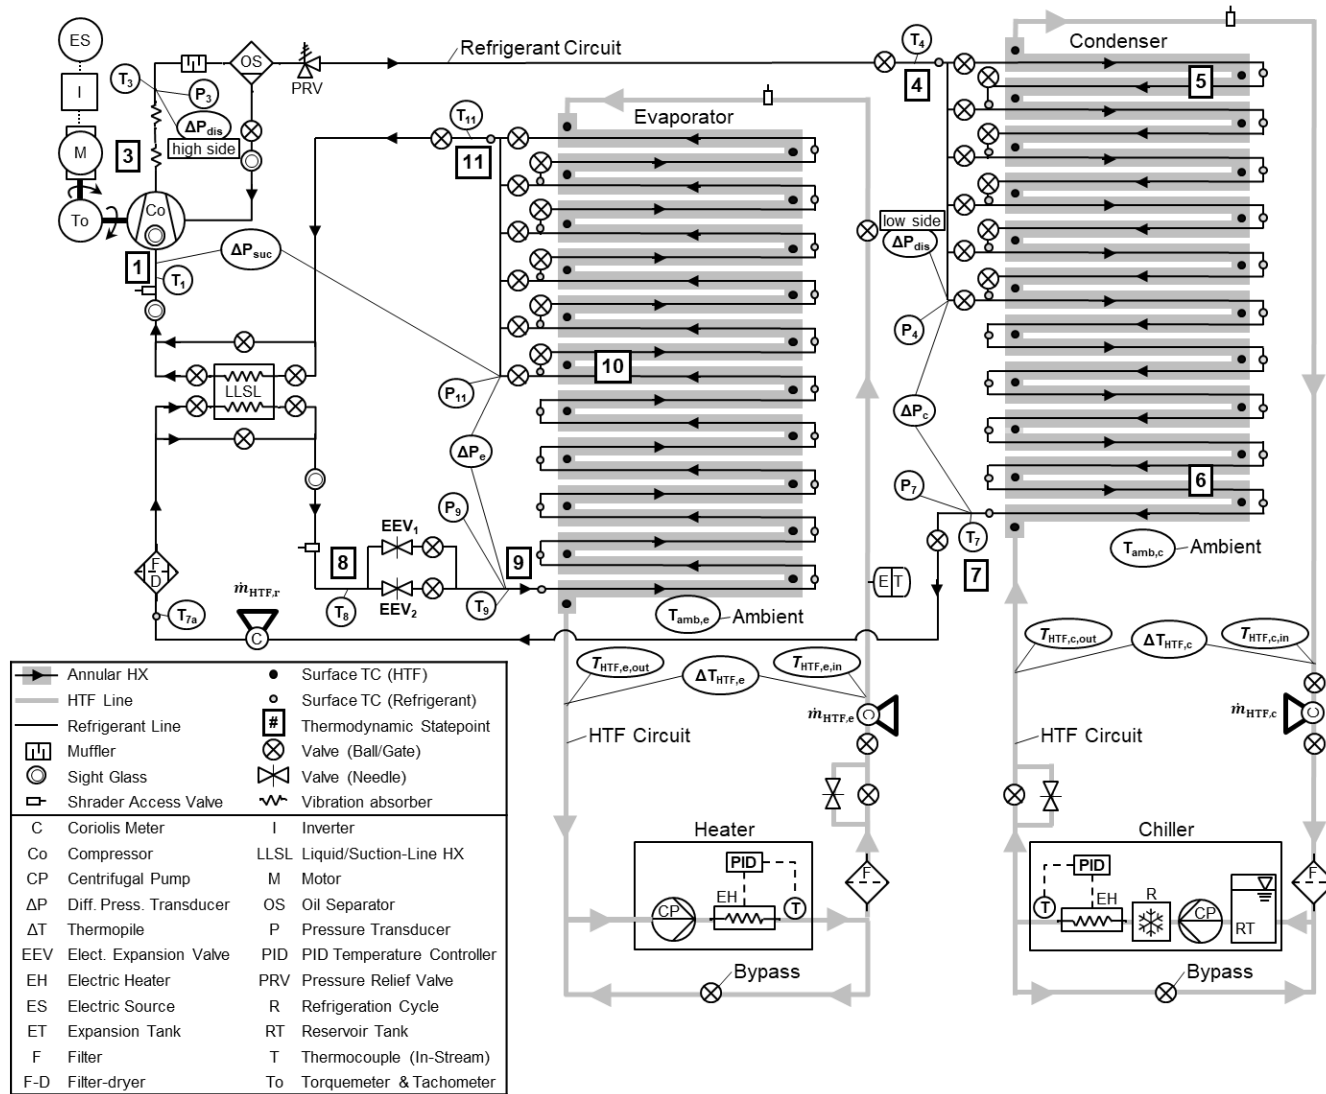 ES
I
M
To
Co
OS
PRV
Refrigerant Circuit
T3
P3
ΔPdis
high side
3
1
T1
ΔPsuc
T4
4
Condenser
5
Evaporator
T11
11
low side
ΔPdis
P4
10
P11
LLSL
ΔPe
ΔPc
P9
P7
6
EEV1
8
9
T7
7
Tamb,c
Ambient
F
D
ṁHTF,r
T8
EEV2
T9
E T
T7a
C
Tamb,e
Ambient
THTF,e,out
ΔTHTF,e
THTF,e,in
THTF,c,out
ΔTHTF,c
THTF,c,in
ṁHTF,e
C
ṁHTF,c
C
HTF Circuit
HTF Circuit
Heater
PID
EH
T
CP
F
Bypass
Chiller
PID
T
EH
R
CP
RT
F
Bypass
Annular HX
Surface TC (HTF)
HTF Line
Surface TC (Refrigerant)
Refrigerant Line
# Thermodynamic Statepoint
Muffler
Valve (Ball/Gate)
Sight Glass
Valve (Needle)
Shrader Access Valve
Vibration absorber
C Coriolis Meter
I Inverter
Co Compressor
LLSL Liquid/Suction-Line HX
CP Centrifugal Pump
M Motor
ΔP Diff. Press. Transducer
OS Oil Separator
ΔT Thermopile
P Pressure Transducer
EEV Elect. Expansion Valve
PID PID Temperature Controller
EH Electric Heater
PRV Pressure Relief Valve
ES Electric Source
R Refrigeration Cycle
ET Expansion Tank
RT Reservoir Tank
F Filter
T Thermocouple (In-Stream)
F-D Filter-dryer
To Torquemeter & Tachometer